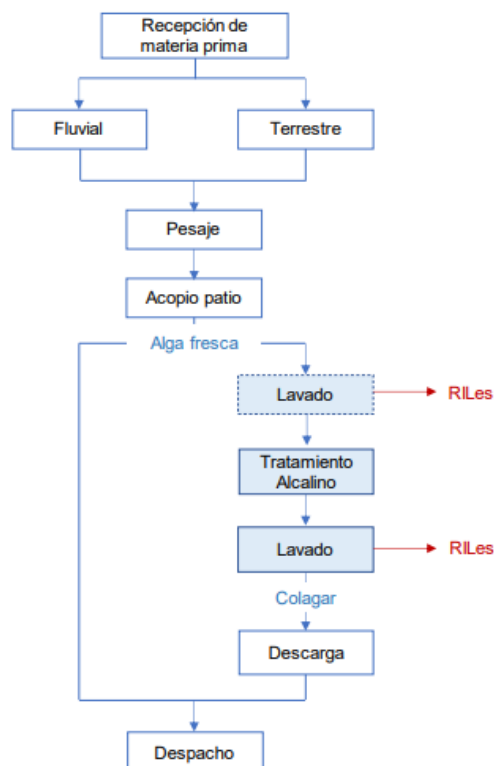 Recepción de
materia prima
Fluvial
Terrestre
Pesaje
Acopio patio
Alga fresca
Lavado
RILes
Tratamiento
Alcalino
Lavado
RILes
Colagar
Descarga
Despacho